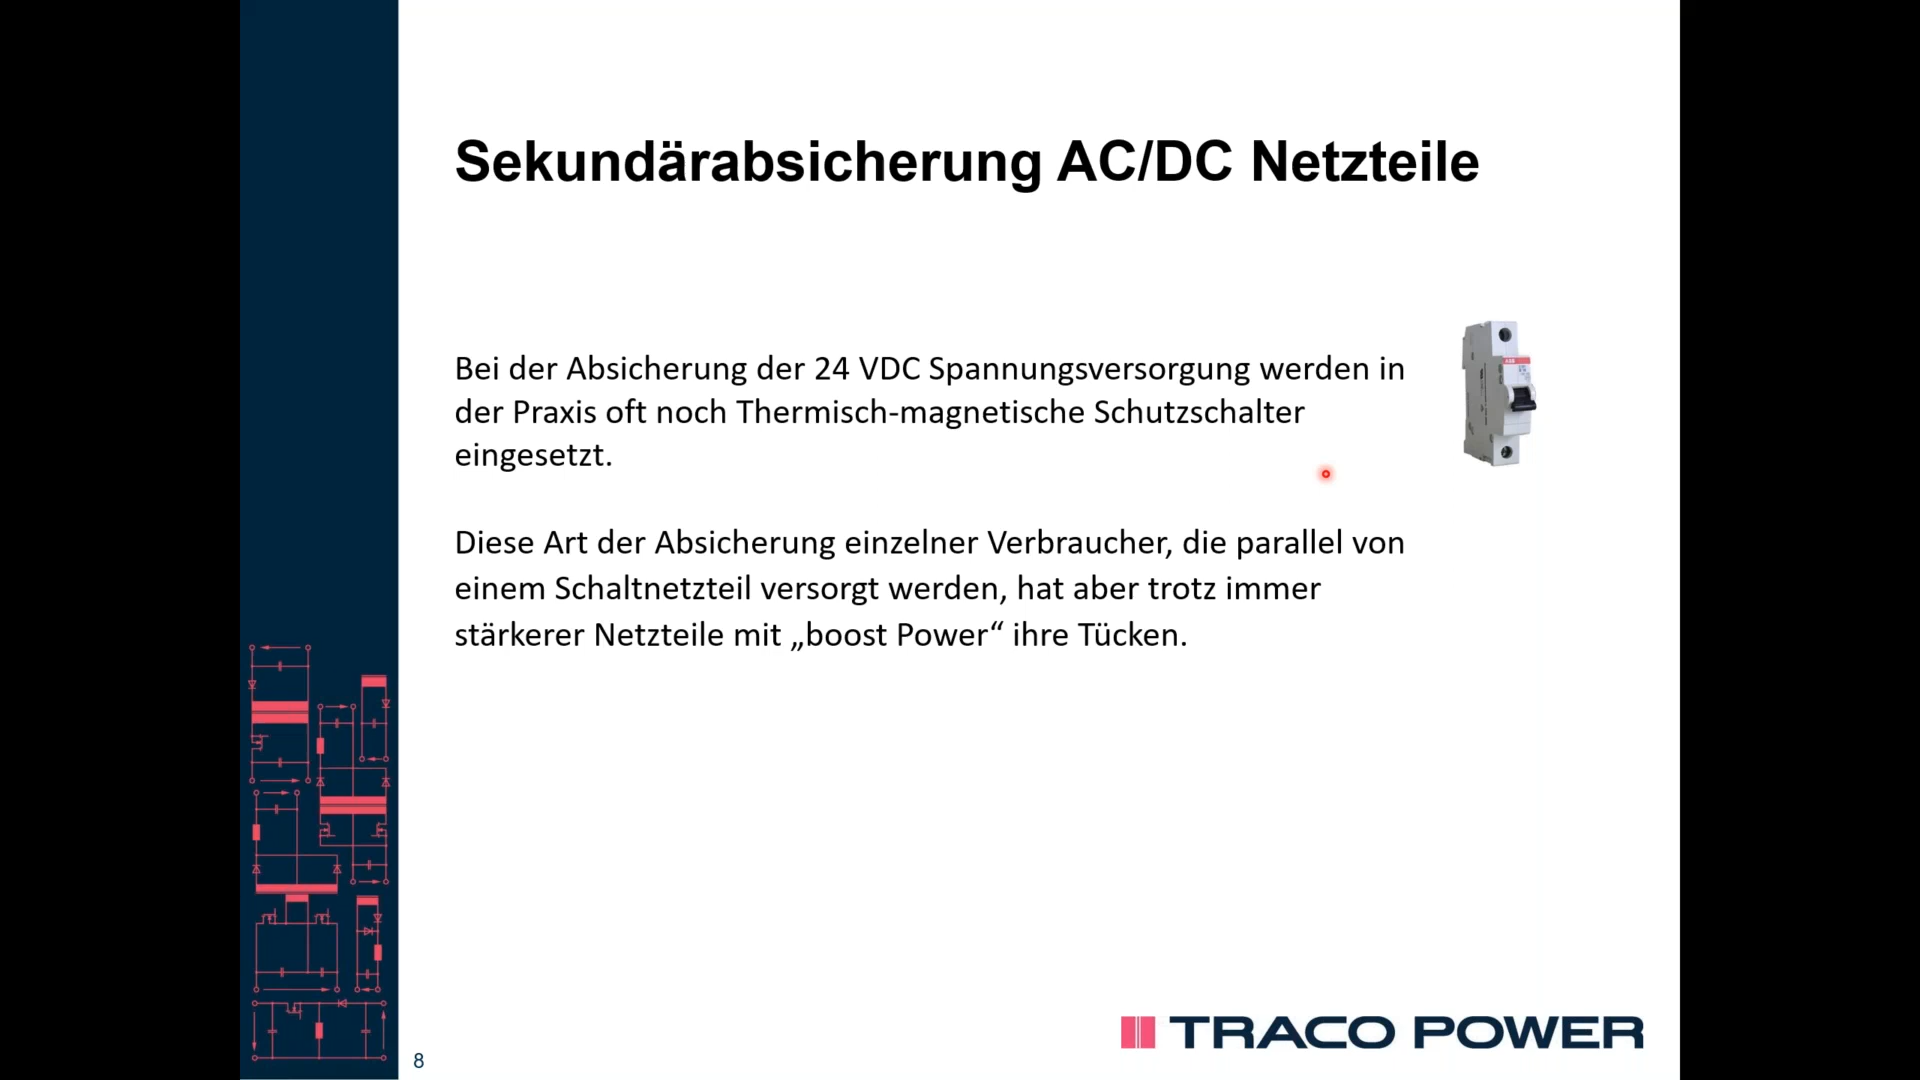 Sekundärabsicherung AC/DC Netzteile
Bei der Absicherung der 24 VDC Spannungsversorgung werden in
der Praxis oft noch Thermisch-magnetische Schutzschalter
eingesetzt.
Diese Art der Absicherung einzelner Verbraucher, die parallel von
einem Schaltnetzteil versorgt werden, hat aber trotz immer
stärkerer Netzteile mit „boost Power“ ihre Tücken.
TRACO POWER
8